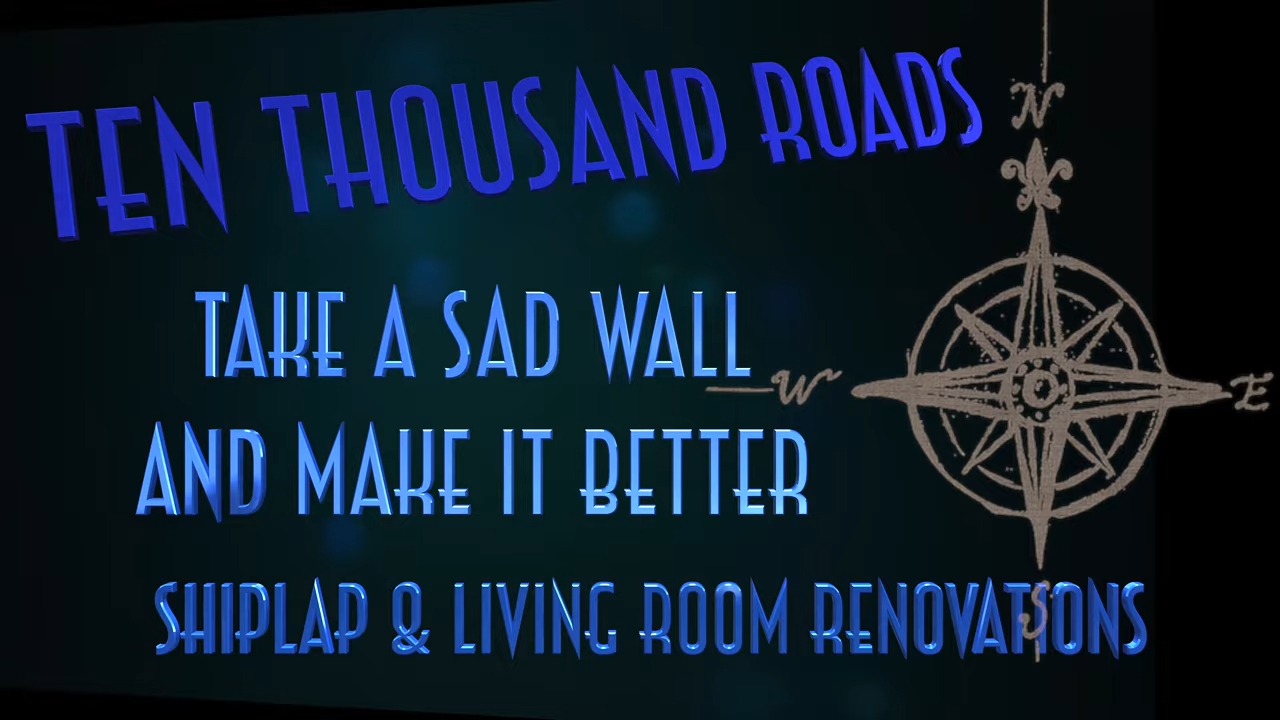 TEN THOUSAND ROADS
N
TAKE A SAD WALL
W
E
AND MAKE IT BETTER
SHIPLAP & LIVING ROOM RENOVATIONS
S